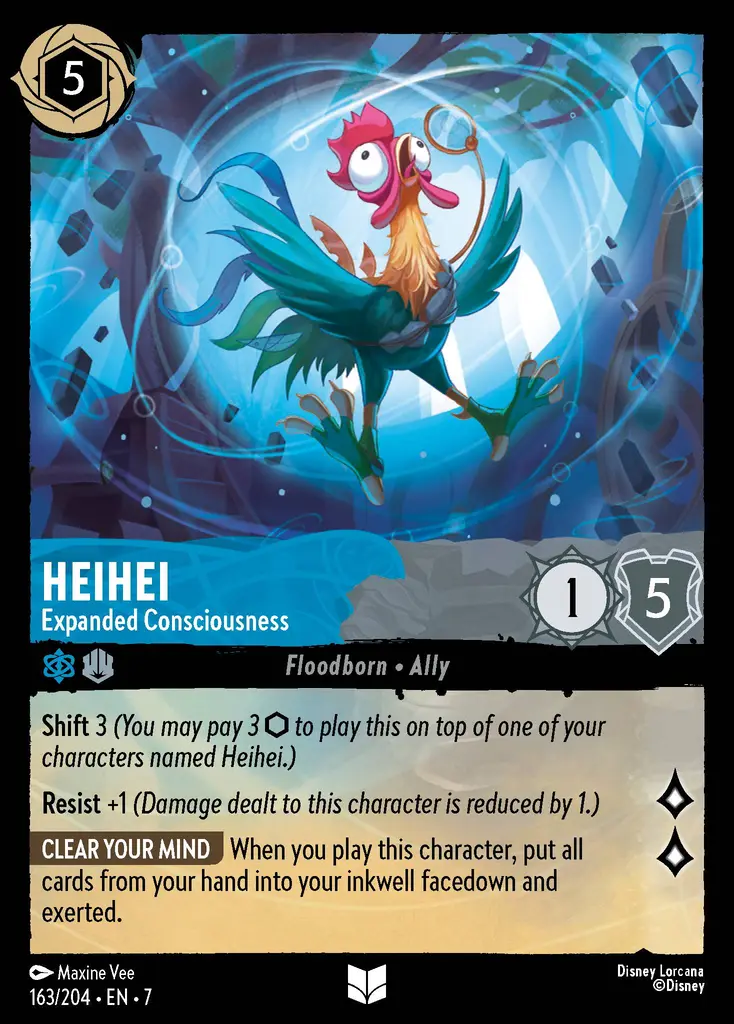 5
HEIHEI
Expanded Consciousness
1
5
Floodborn • Ally
Shift 3 (You may pay 3 ⬡ to play this on top of one of your
characters named Heihei.)
Resist +1 (Damage dealt to this character is reduced by 1.)
CLEAR YOUR MIND When you play this character, put all
cards from your hand into your inkwell facedown and
exerted.
Maxine Vee
163/204 • EN • 7
Disney Lorcana
©Disney